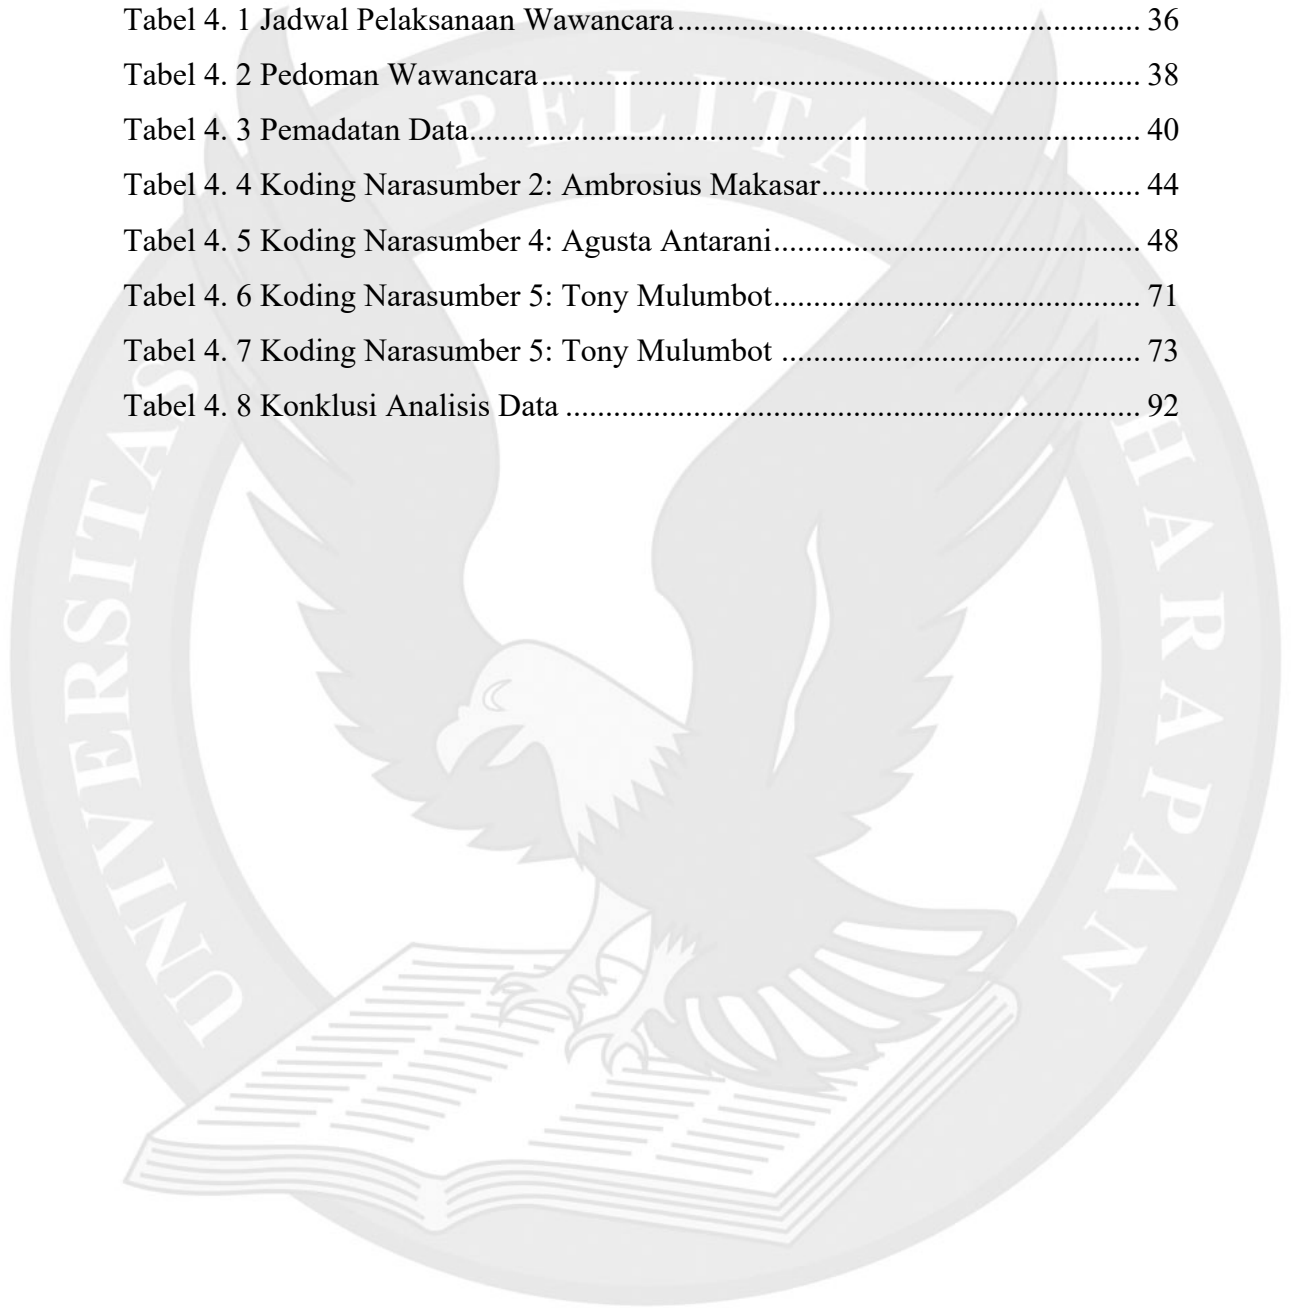 Tabel 4. 1 Jadwal Pelaksanaan Wawancara.......................................................... 36
Tabel 4. 2 Pedoman Wawancara........................................................................... 38
Tabel 4. 3 Pemadatan Data.................................................................................... 40
Tabel 4. 4 Koding Narasumber 2: Ambrosius Makasar........................................ 44
Tabel 4. 5 Koding Narasumber 4: Agusta Antarani.............................................. 48
Tabel 4. 6 Koding Narasumber 5: Tony Mulumbot.............................................. 71
Tabel 4. 7 Koding Narasumber 5: Tony Mulumbot ............................................. 73
Tabel 4. 8 Konklusi Analisis Data ........................................................................ 92
UNIVERSITAS PELITA HARAPAN